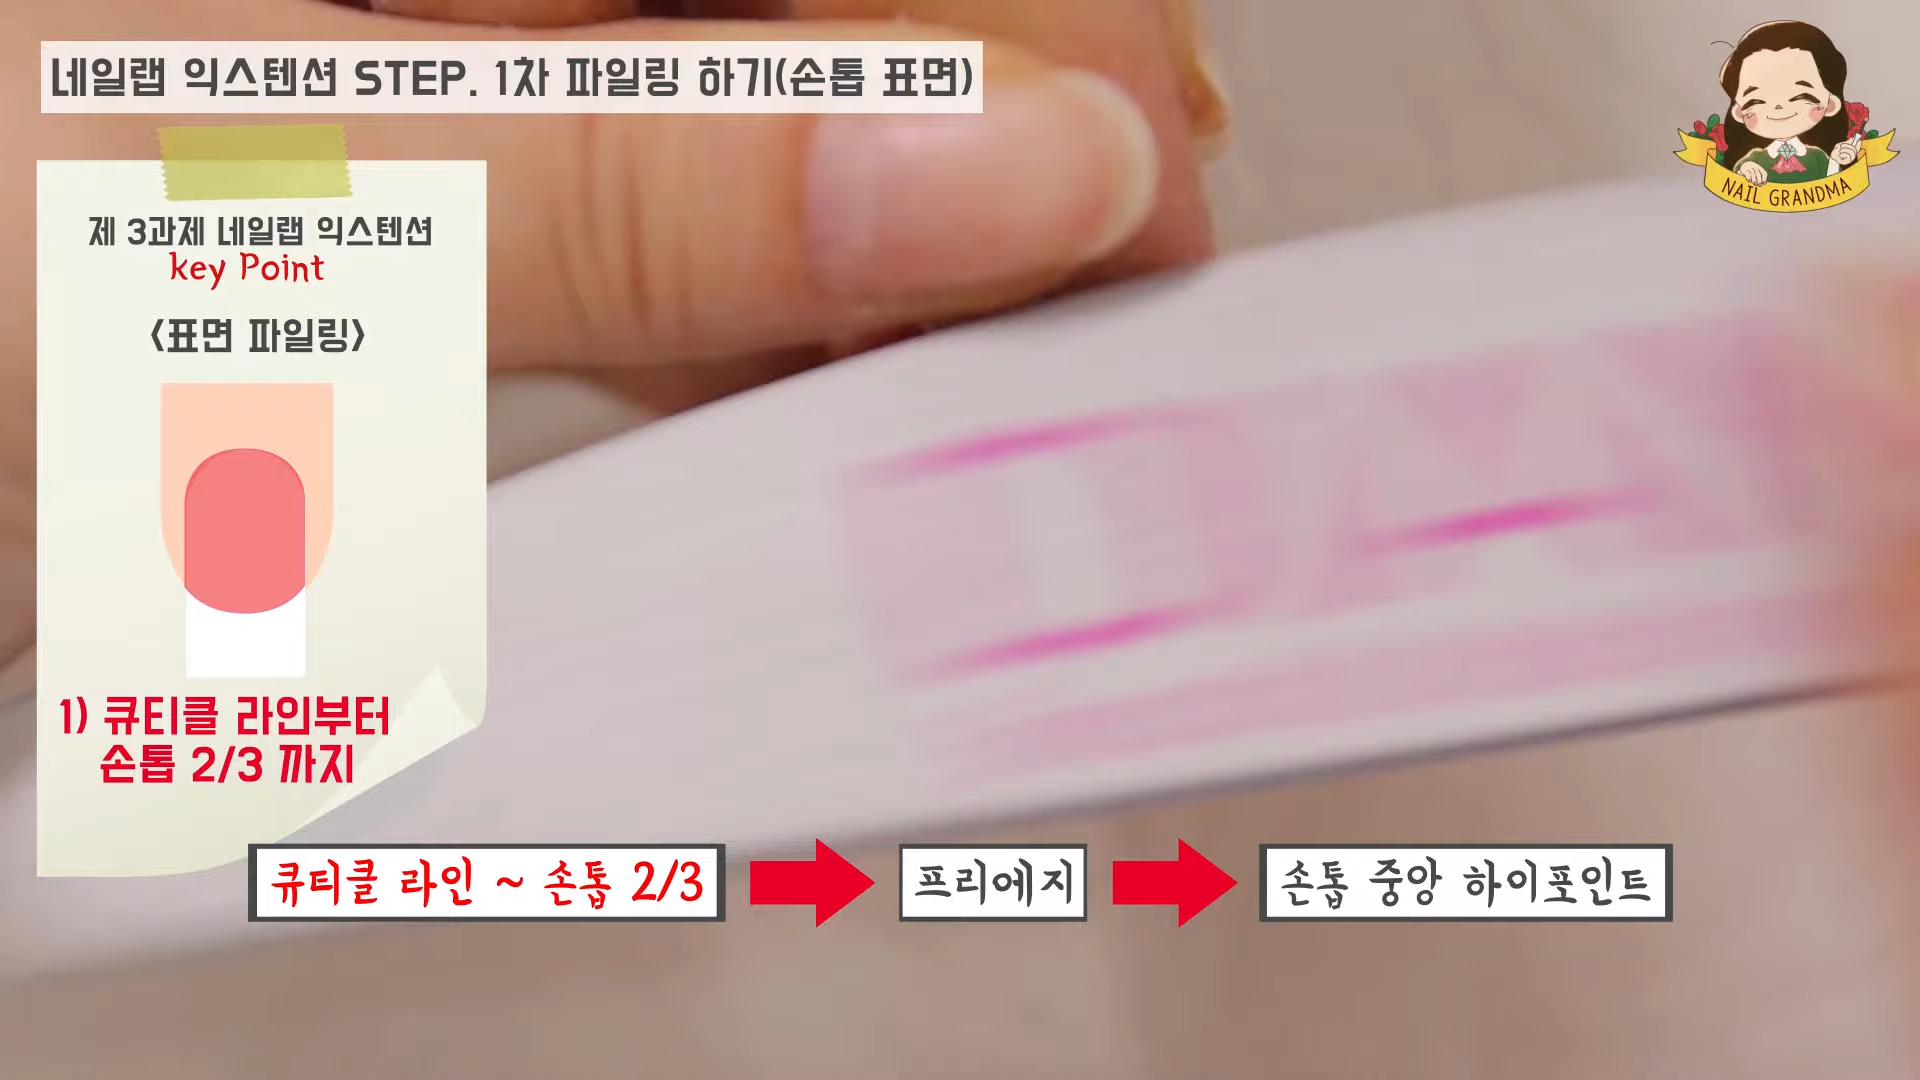 네일랩 익스텐션 STEP. 1차 파일링 하기(손톱 표면)
NAIL GRANDMA
제 3과제 네일랩 익스텐션
key Point
<표면 파일링>
1) 큐티클 라인부터
손톱 2/3 까지
큐티클 라인 ~ 손톱 2/3
프리에지
손톱 중앙 하이포인트